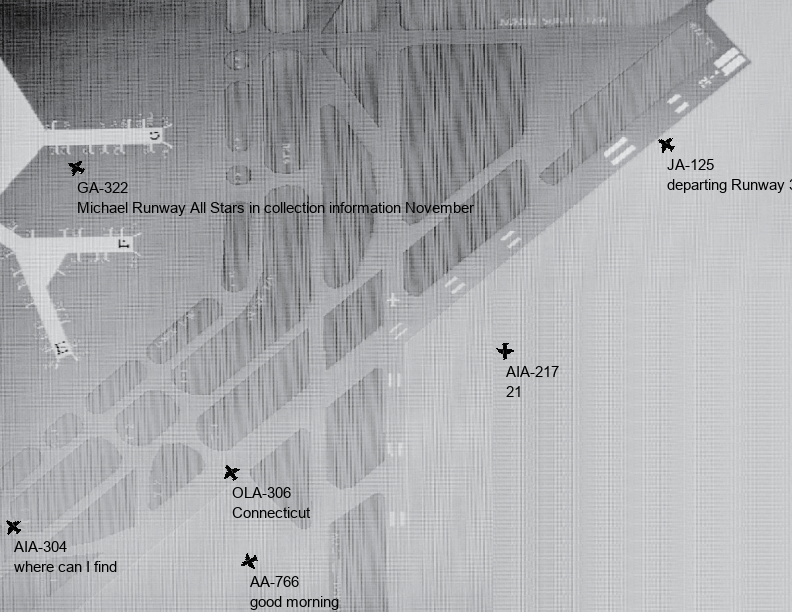 JA-125
departing Runway 3
GA-322
Michael Runway All Stars in collection information November
AIA-217
21
OLA-306
Connecticut
AIA-304
where can I find
AA-766
good morning